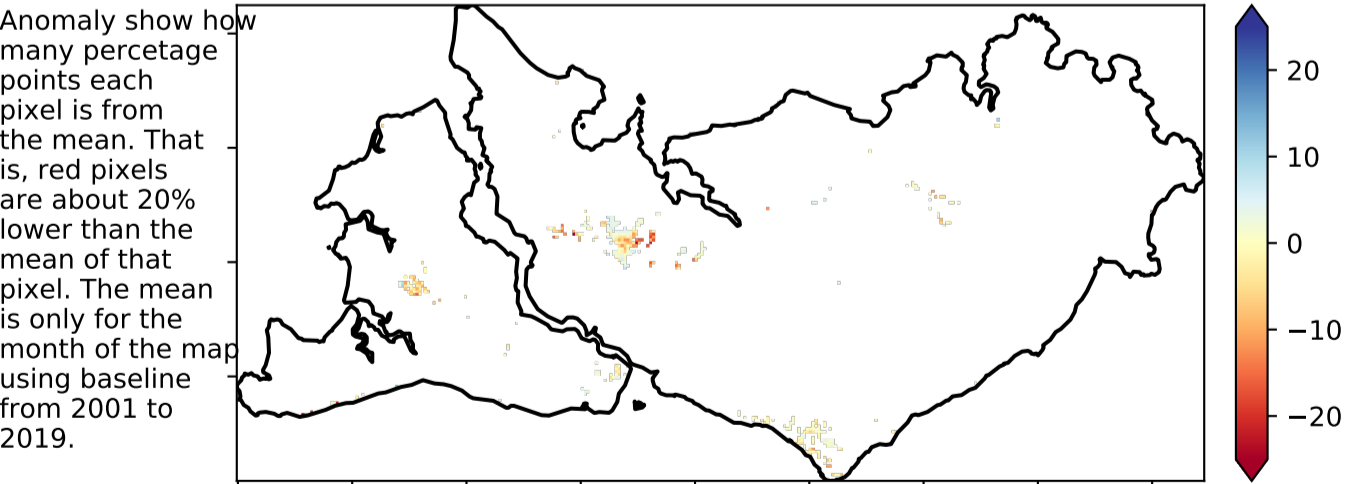 Anomaly show how
many percetage
points each
pixel is from
the mean. That
is, red pixels
are about 20%
lower than the
mean of that
pixel. The mean
is only for the
month of the map
using baseline
from 2001 to
2019.
20
10
0
−10
−20